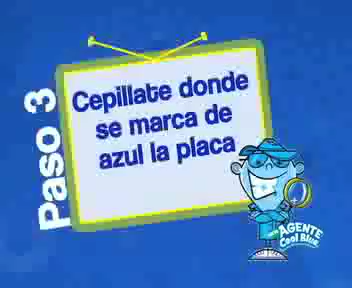 Paso 3
Cepillate donde
se marca de
azul la placa
AGENTE
Cool Blue